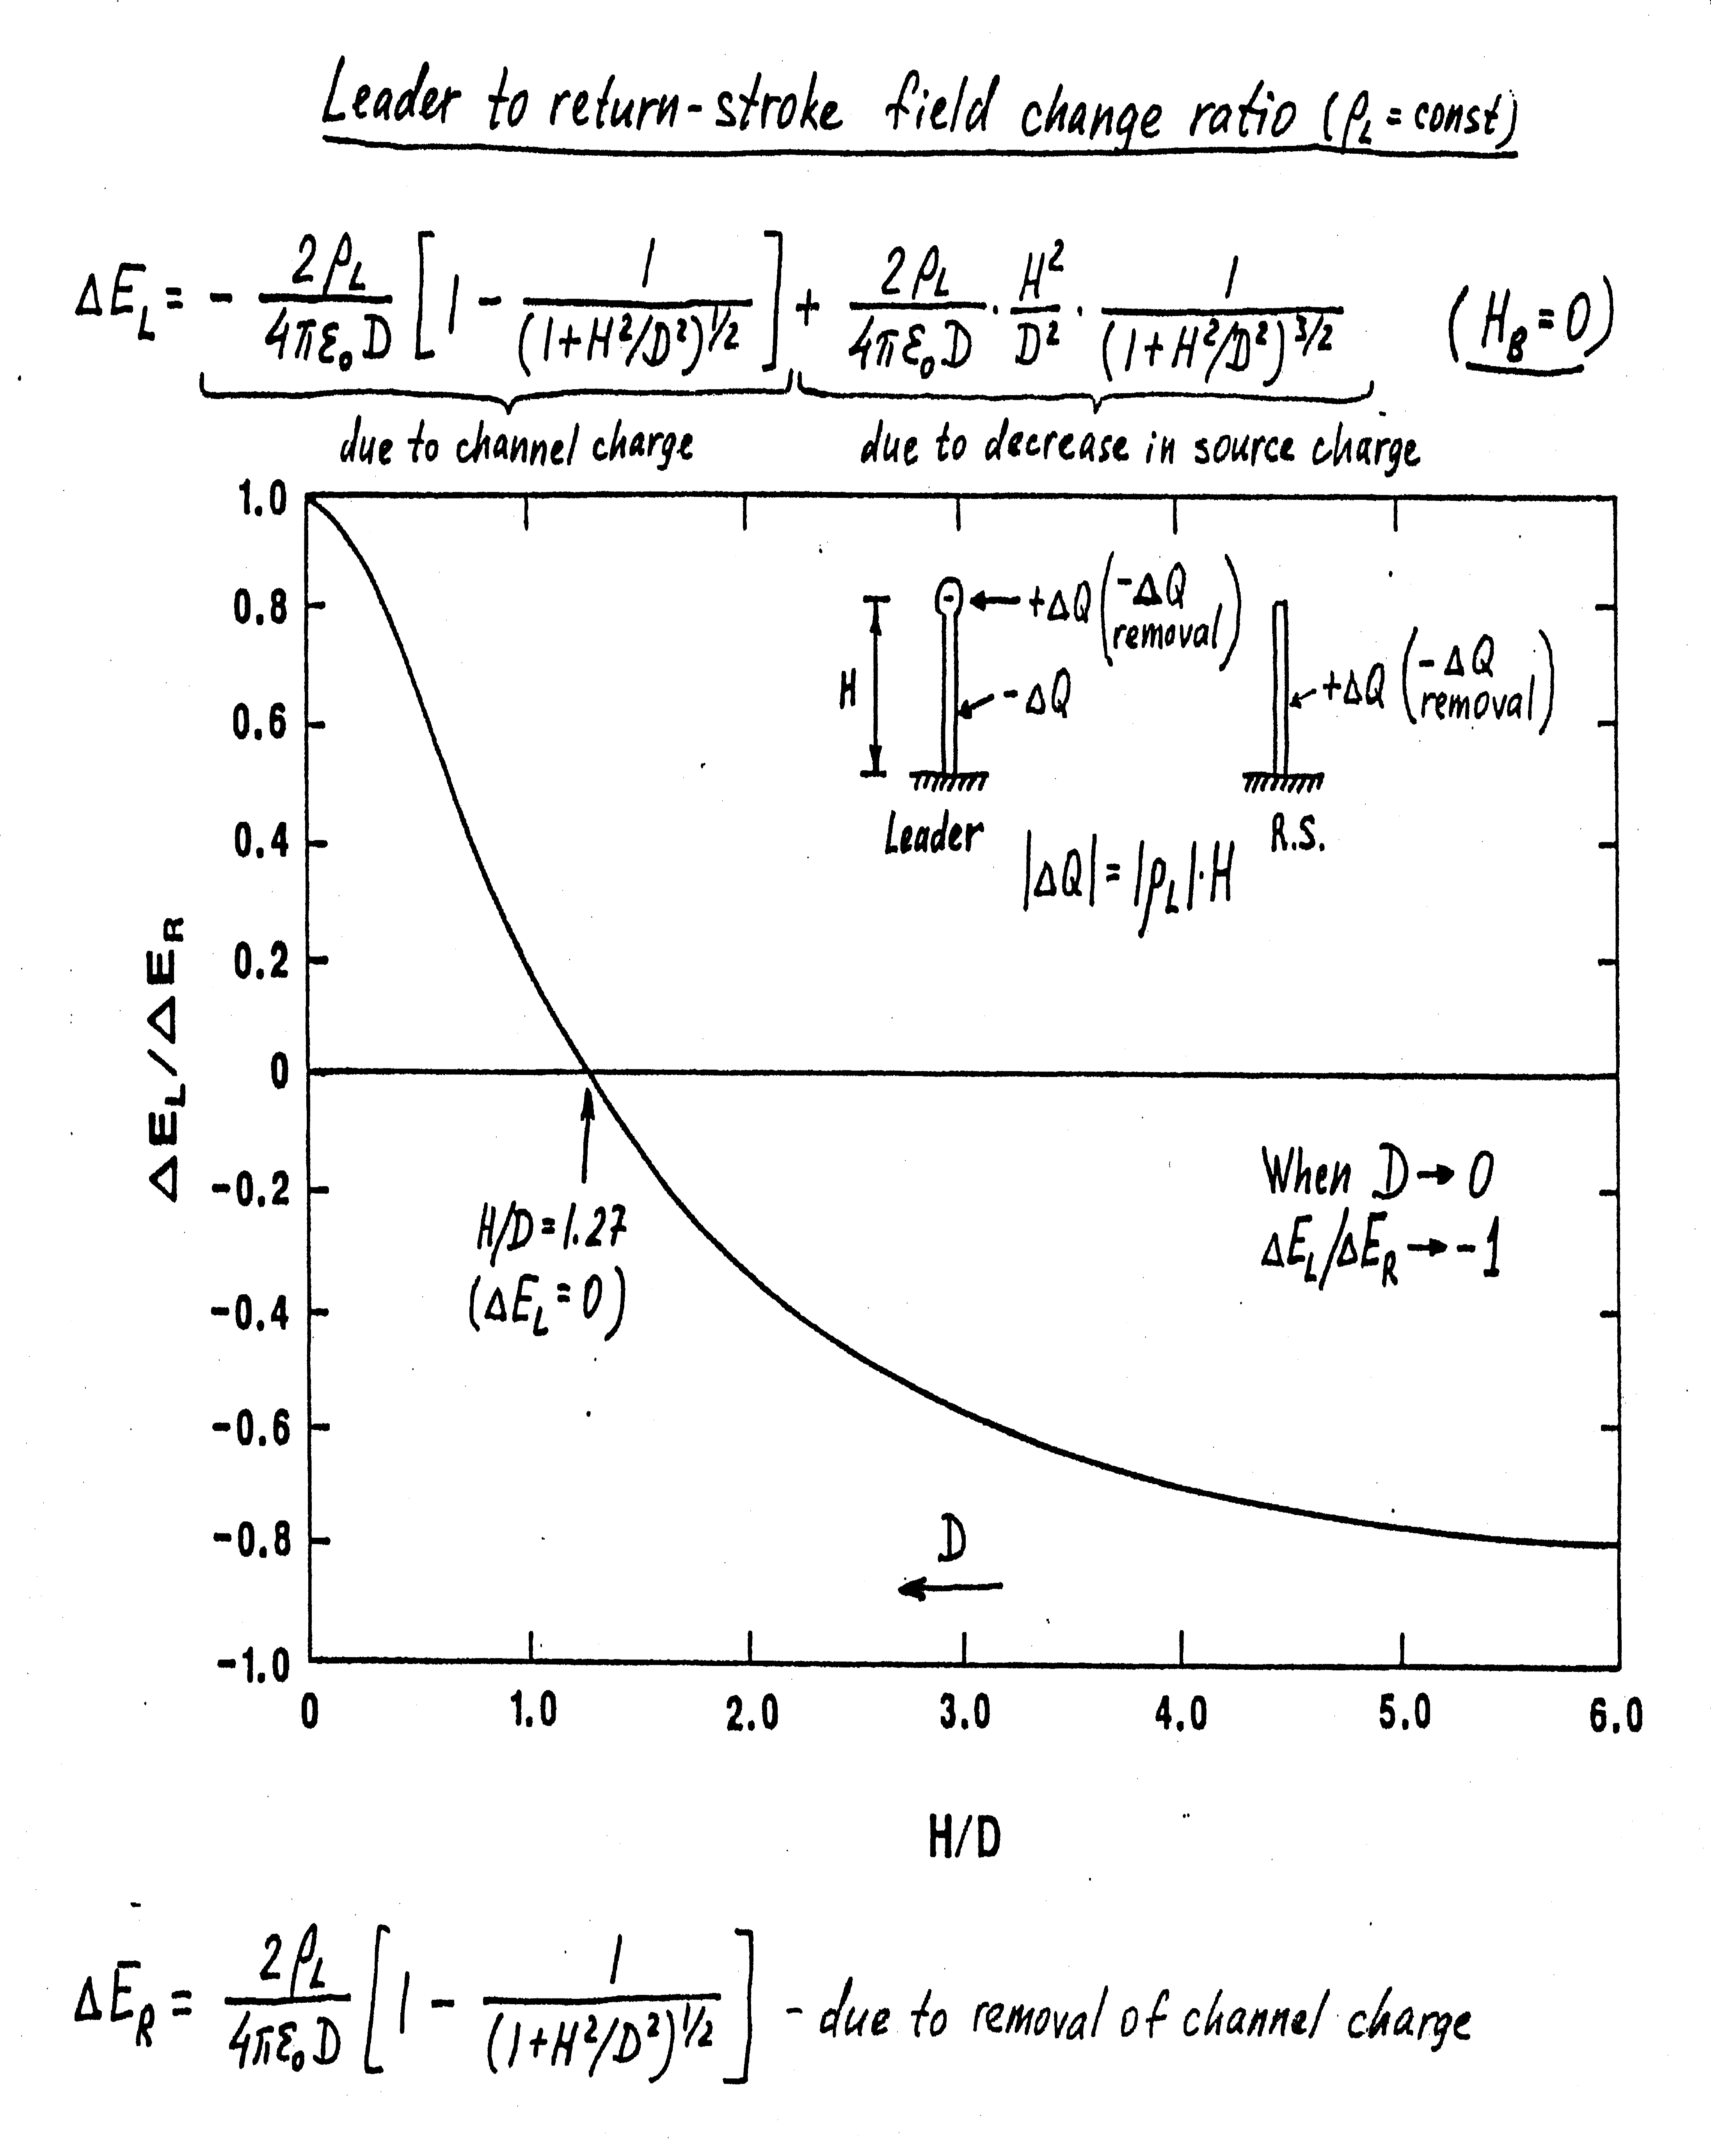 Leader to return-stroke field change ratio (ρL = const)
ΔEL = - 2ρL/4πε₀D [1 - 1/(1+H²/D²)^1/2] + 2ρL/4πε₀D · H²/D² · 1/(1+H²/D²)^3/2 (HB = 0)
due to channel charge due to decrease in source charge
1.0
0.8
0.6
0.4
0.2
0
-0.2
-0.4
-0.6
-0.8
-1.0
ΔEL/ΔER
H
-
+ΔQ (-ΔQ removal)
-ΔQ
Leader
+ΔQ (-ΔQ removal)
R.S.
|ΔQ| = |ρL|·H
H/D = 1.27
(ΔEL = 0)
When D → 0
ΔEL/ΔER → -1
D
0 1.0 2.0 3.0 4.0 5.0 6.0
H/D
ΔER = 2ρL/4πε₀D [1 - 1/(1+H²/D²)^1/2] - due to removal of channel charge